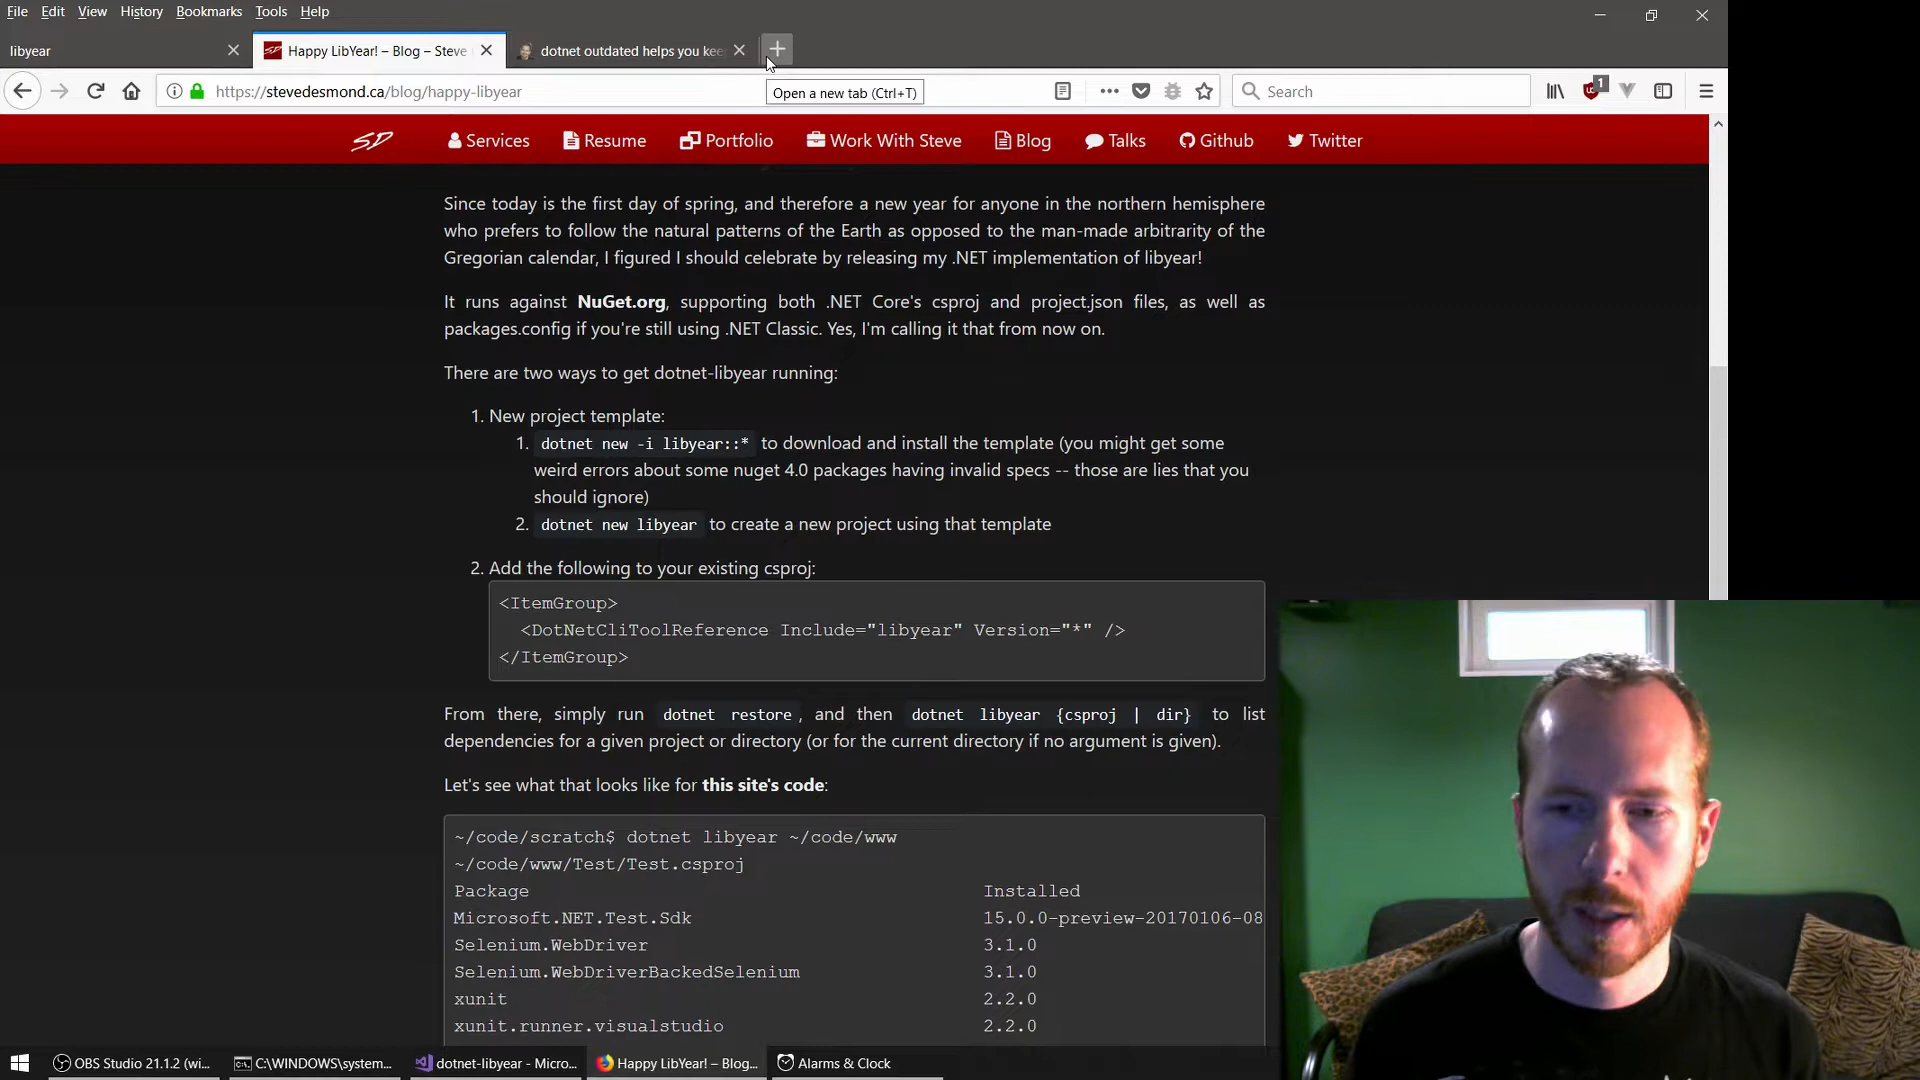 File Edit View History Bookmarks Tools Help
libyear
Happy LibYear! – Blog – Steve
dotnet outdated helps you kee
https://stevedesmond.ca/blog/happy-libyear
Open a new tab (Ctrl+T)
Search
1
SD
Services
Resume
Portfolio
Work With Steve
Blog
Talks
Github
Twitter
Since today is the first day of spring, and therefore a new year for anyone in the northern hemisphere
who prefers to follow the natural patterns of the Earth as opposed to the man-made arbitrarity of the
Gregorian calendar, I figured I should celebrate by releasing my .NET implementation of libyear!
It runs against NuGet.org, supporting both .NET Core's csproj and project.json files, as well as
packages.config if you're still using .NET Classic. Yes, I'm calling it that from now on.
There are two ways to get dotnet-libyear running:
1. New project template:
1. dotnet new -i libyear::* to download and install the template (you might get some
weird errors about some nuget 4.0 packages having invalid specs -- those are lies that you
should ignore)
2. dotnet new libyear to create a new project using that template
2. Add the following to your existing csproj:
<ItemGroup>
<DotNetCliToolReference Include="libyear" Version="*" />
</ItemGroup>
From there, simply run dotnet restore, and then dotnet libyear {csproj | dir} to list
dependencies for a given project or directory (or for the current directory if no argument is given).
Let's see what that looks like for this site's code:
~/code/scratch$ dotnet libyear ~/code/www
~/code/www/Test/Test.csproj
Package Installed
Microsoft.NET.Test.Sdk 15.0.0-preview-20170106-08
Selenium.WebDriver 3.1.0
Selenium.WebDriverBackedSelenium 3.1.0
xunit 2.2.0
xunit.runner.visualstudio 2.2.0
OBS Studio 21.1.2 (wi...
C:\WINDOWS\system...
dotnet-libyear - Micro...
Happy LibYear! – Blog...
Alarms & Clock